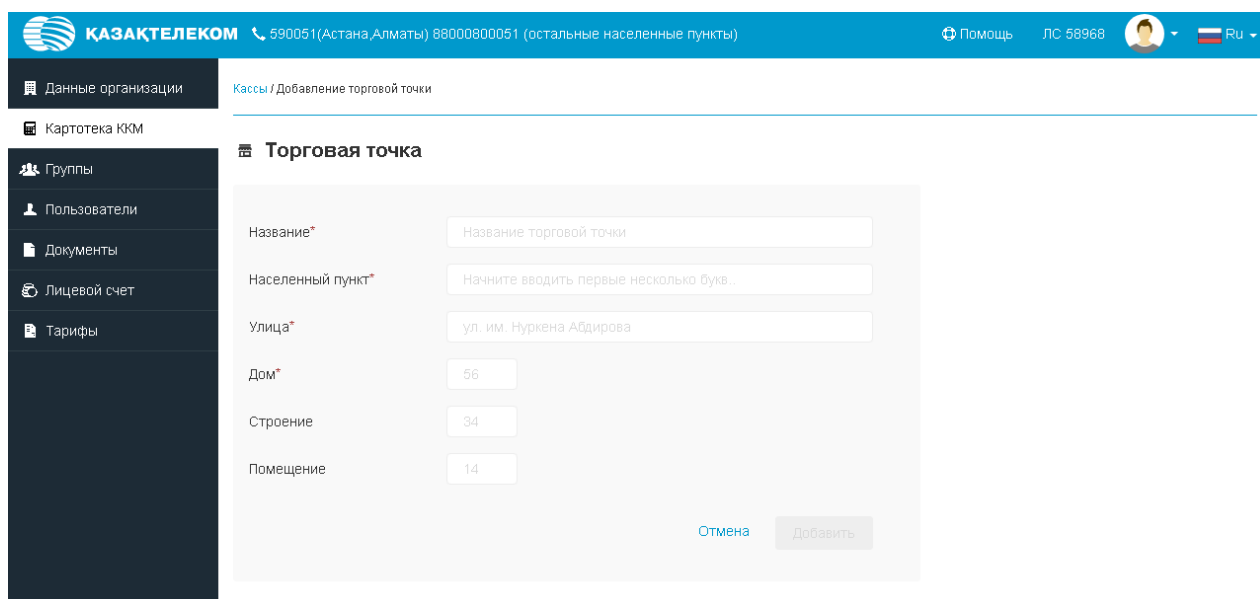 ҚАЗАҚТЕЛЕКОМ 590051(Астана,Алматы) 88000800051 (остальные населенные пункты) Помощь ЛС 58968 Ru
Данные организации
Картотека ККМ
Группы
Пользователи
Документы
Лицевой счет
Тарифы
Кассы / Добавление торговой точки
Торговая точка
Название* Название торговой точки
Населенный пункт* Начните вводить первые несколько букв..
Улица* ул. им. Нуркена Абдирова
Дом* 56
Строение 34
Помещение 14
Отмена Добавить